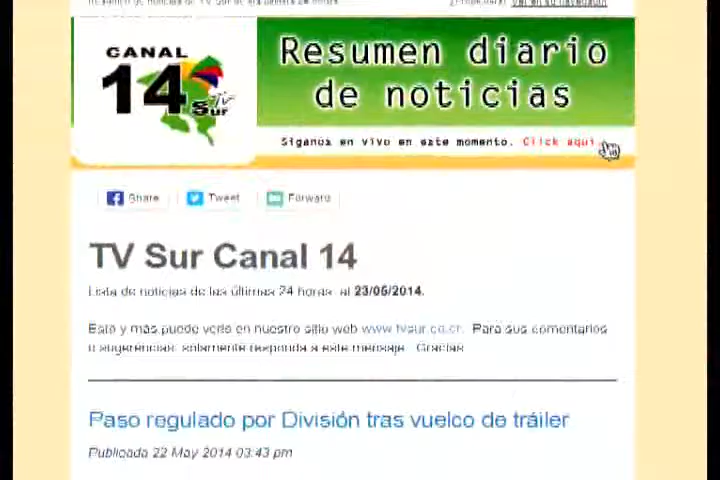 CANAL
14
Sur
TV
Resumen diario
de noticias
Síganos en vivo en este momento. Click aquí.
Share
Tweet
Forward
TV Sur Canal 14
Lista de noticias de las últimas 24 horas al 23/05/2014.
Esto y más puede verlo en nuestro sitio web www.tvsur.co.cr. Para sus comentarios
o sugerencias, solamente responda a este mensaje. Gracias
Paso regulado por División tras vuelco de tráiler
Publicada 22 May 2014 03:43 pm